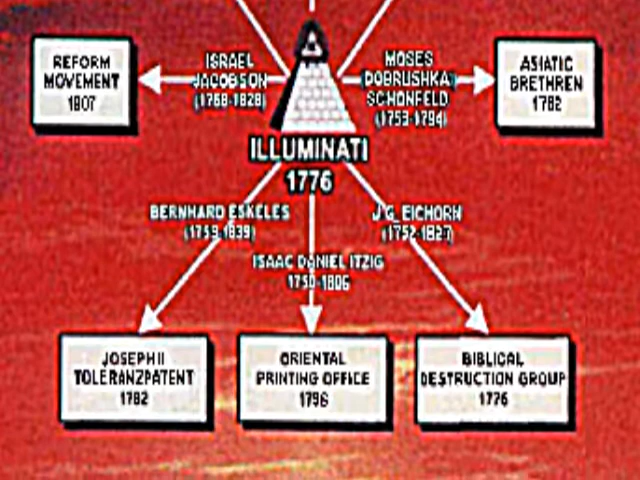 REFORM
MOVEMENT
1807
ISRAEL
JACOBSON
(1768-1828)
MOSES
DOBRUSHKA
SCHONFELD
(1753-1794)
ASIATIC
BRETHREN
1782
ILLUMINATI
1776
BERNHARD ESKELES
(1753-1839)
ISAAC DANIEL ITZIG
1750-1806
J.G. EICHORN
(1752-1827)
JOSEPH II
TOLERANZPATENT
1782
ORIENTAL
PRINTING OFFICE
1796
BIBLICAL
DESTRUCTION GROUP
1776